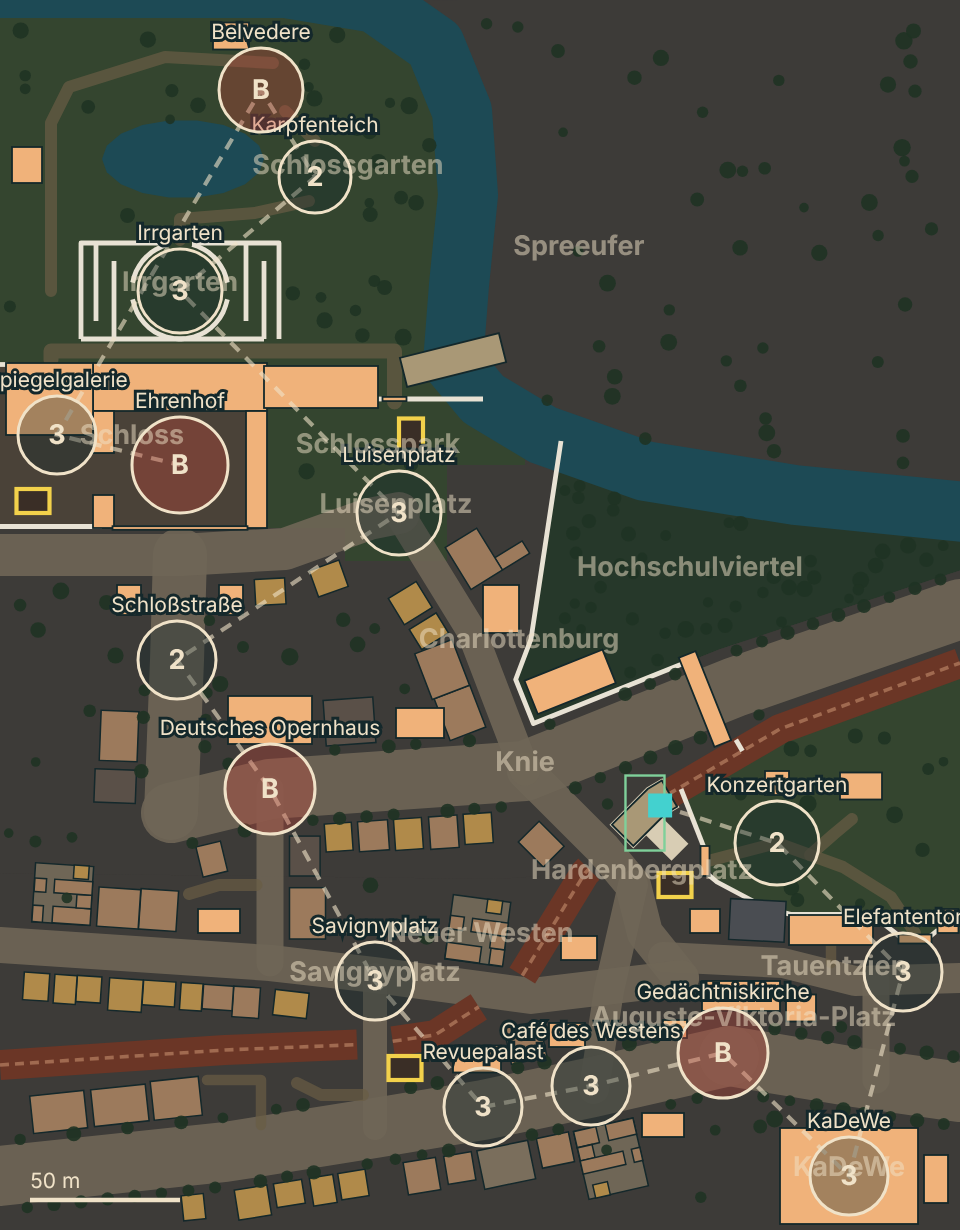 Belvedere
B
Karpfenteich
Schlossgarten
2
Irrgarten
Irrgarten
3
Spreeufer
piegelgalerie
3
Ehrenhof
Schloss
B
Schlosspark
Luisenplatz
Luisenplatz
3
Hochschulviertel
Schloßstraße
2
Charlottenburg
Deutsches Opernhaus
B
Knie
Konzertgarten
2
Hardenbergplatz
Savignyplatz
Neuer Westen
Savignyplatz
3
Elefantentor
Tauentzien
3
Gedächtniskirche
Auguste-Viktoria-Platz
B
Café des Westens
3
Revuepalast
3
KaDeWe
KaDeWe
3
50 m